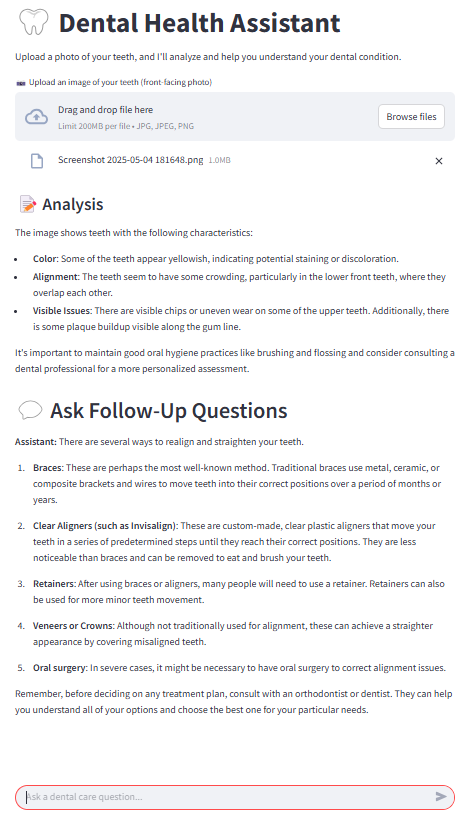 Dental Health Assistant
Upload a photo of your teeth, and I'll analyze and help you understand your dental condition.
Upload an image of your teeth (front-facing photo)
Drag and drop file here
Limit 200MB per file • JPG, JPEG, PNG
Browse files
Screenshot 2025-05-04 181648.png 1.0MB
Analysis
The image shows teeth with the following characteristics:
• Color: Some of the teeth appear yellowish, indicating potential staining or discoloration.
• Alignment: The teeth seem to have some crowding, particularly in the lower front teeth, where they
overlap each other.
• Visible Issues: There are visible chips or uneven wear on some of the upper teeth. Additionally, there
is some plaque buildup visible along the gum line.
It's important to maintain good oral hygiene practices like brushing and flossing and consider consulting a
dental professional for a more personalized assessment.
Ask Follow-Up Questions
Assistant: There are several ways to realign and straighten your teeth.
1. Braces: These are perhaps the most well-known method. Traditional braces use metal, ceramic, or
composite brackets and wires to move teeth into their correct positions over a period of months or
years.
2. Clear Aligners (such as Invisalign): These are custom-made, clear plastic aligners that move your
teeth in a series of predetermined steps until they reach their correct positions. They are less
noticeable than braces and can be removed to eat and brush your teeth.
3. Retainers: After using braces or aligners, many people will need to use a retainer. Retainers can also
be used for more minor teeth movement.
4. Veneers or Crowns: Although not traditionally used for alignment, these can achieve a straighter
appearance by covering misaligned teeth.
5. Oral surgery: In severe cases, it might be necessary to have oral surgery to correct alignment issues.
Remember, before deciding on any treatment plan, consult with an orthodontist or dentist. They can help
you understand all of your options and choose the best one for your particular needs.
Ask a dental care question...